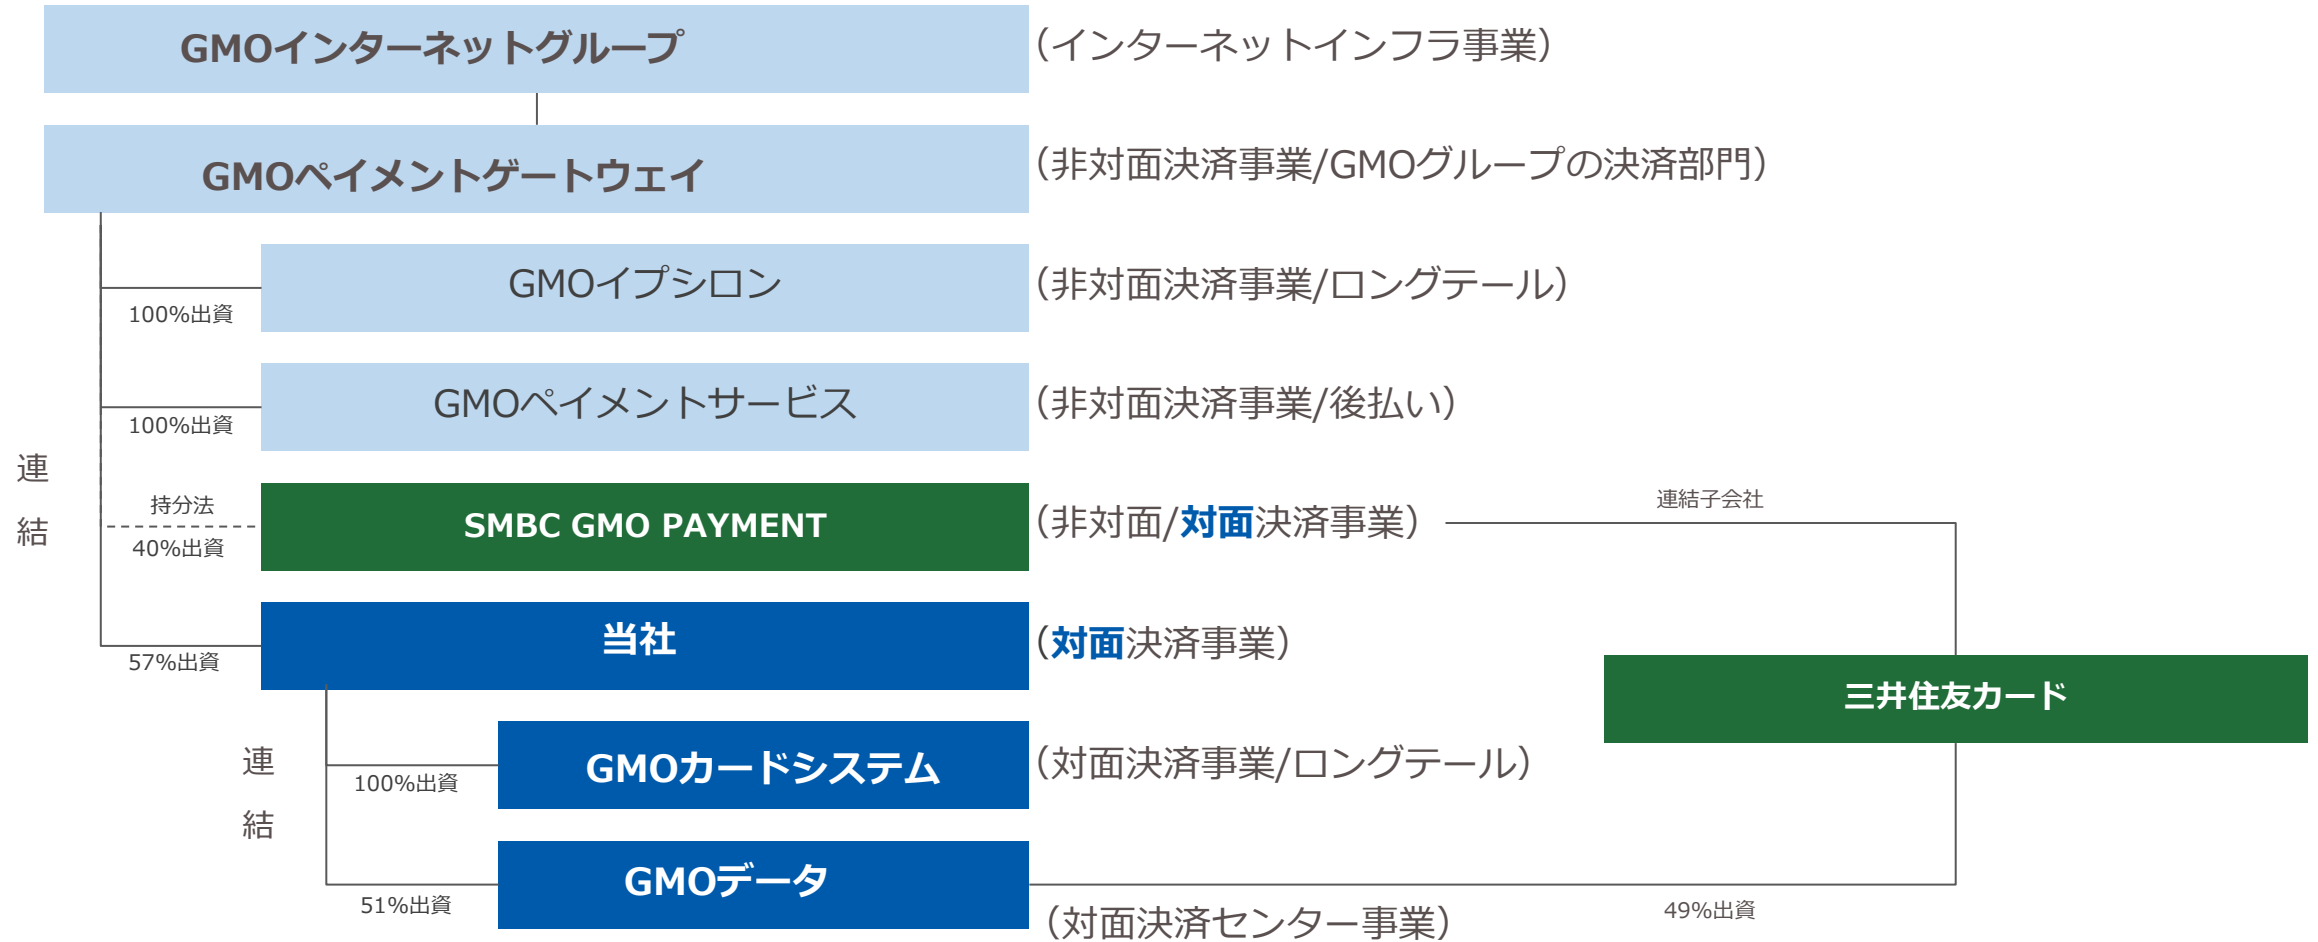 GMOインターネットグループ
（インターネットインフラ事業）
GMOペイメントゲートウェイ
（非対面決済事業/GMOグループの決済部門）
GMOイプシロン
（非対面決済事業/ロングテール）
100%出資
GMOペイメントサービス
（非対面決済事業/後払い）
100%出資
連
結
持分法
40%出資
SMBC GMO PAYMENT
（非対面/対面決済事業）
連結子会社
当社
（対面決済事業）
57%出資
三井住友カード
連
結
GMOカードシステム
（対面決済事業/ロングテール）
100%出資
GMOデータ
（対面決済センター事業）
51%出資
49%出資